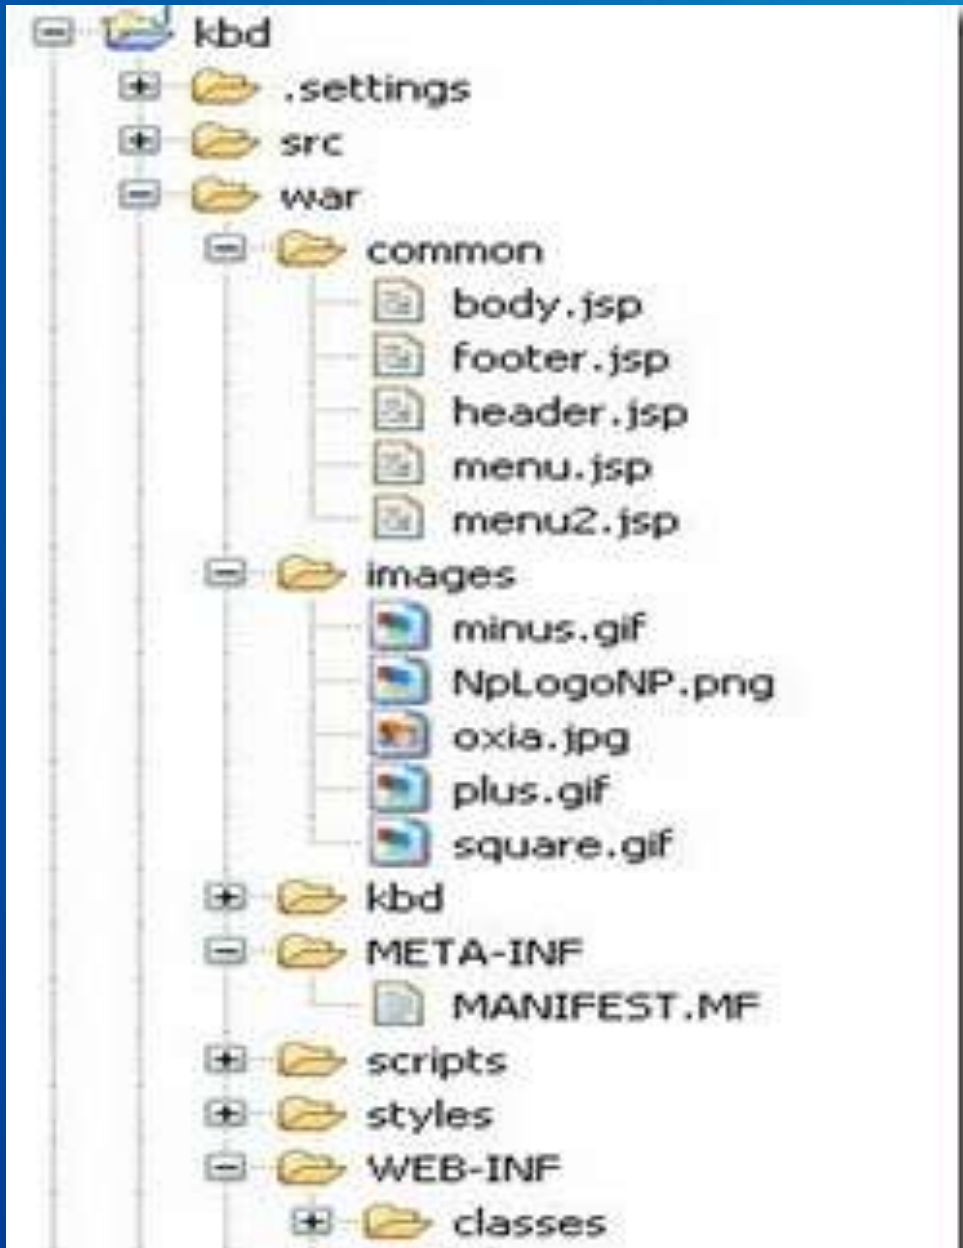 kbd
.settings
src
war
common
body.jsp
footer.jsp
header.jsp
menu.jsp
menu2.jsp
images
minus.gif
NpLogoNP.png
oxia.jpg
plus.gif
square.gif
kbd
META-INF
MANIFEST.MF
scripts
styles
WEB-INF
classes